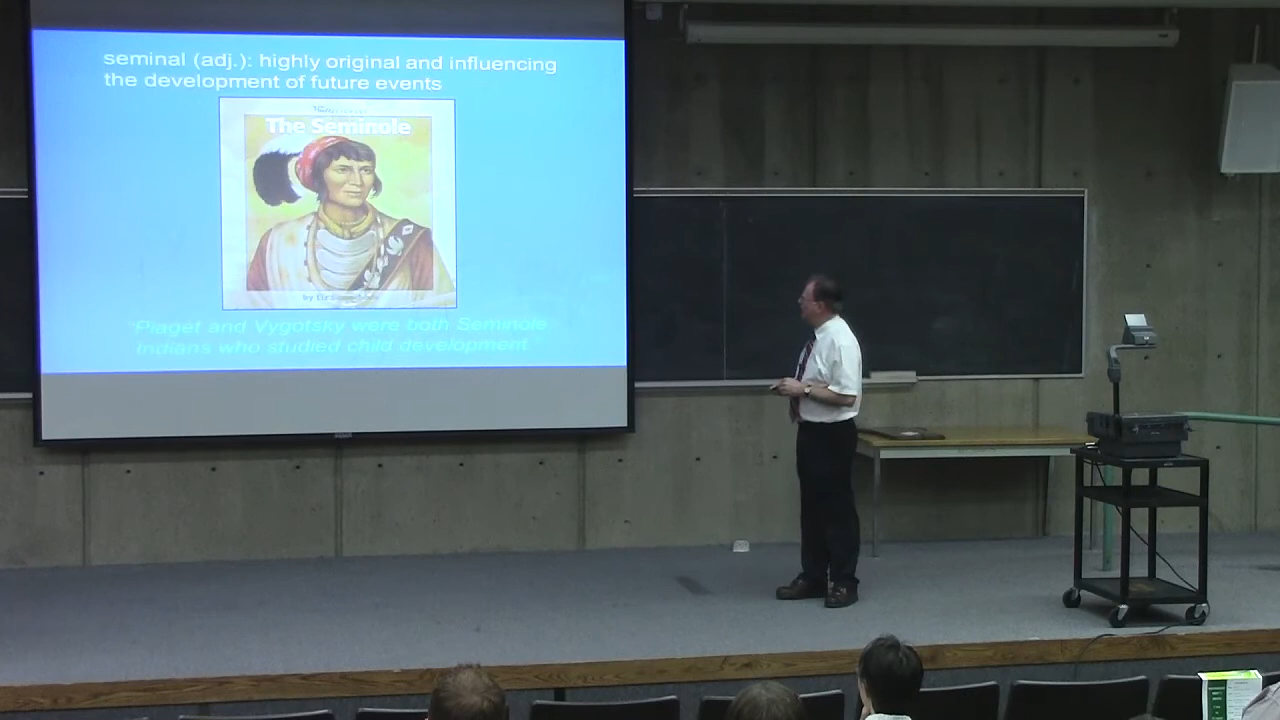 seminal (adj.): highly original and influencing
the development of future events
The Seminole
"Piaget and Vygotsky were both Seminole
Indians who studied child development"